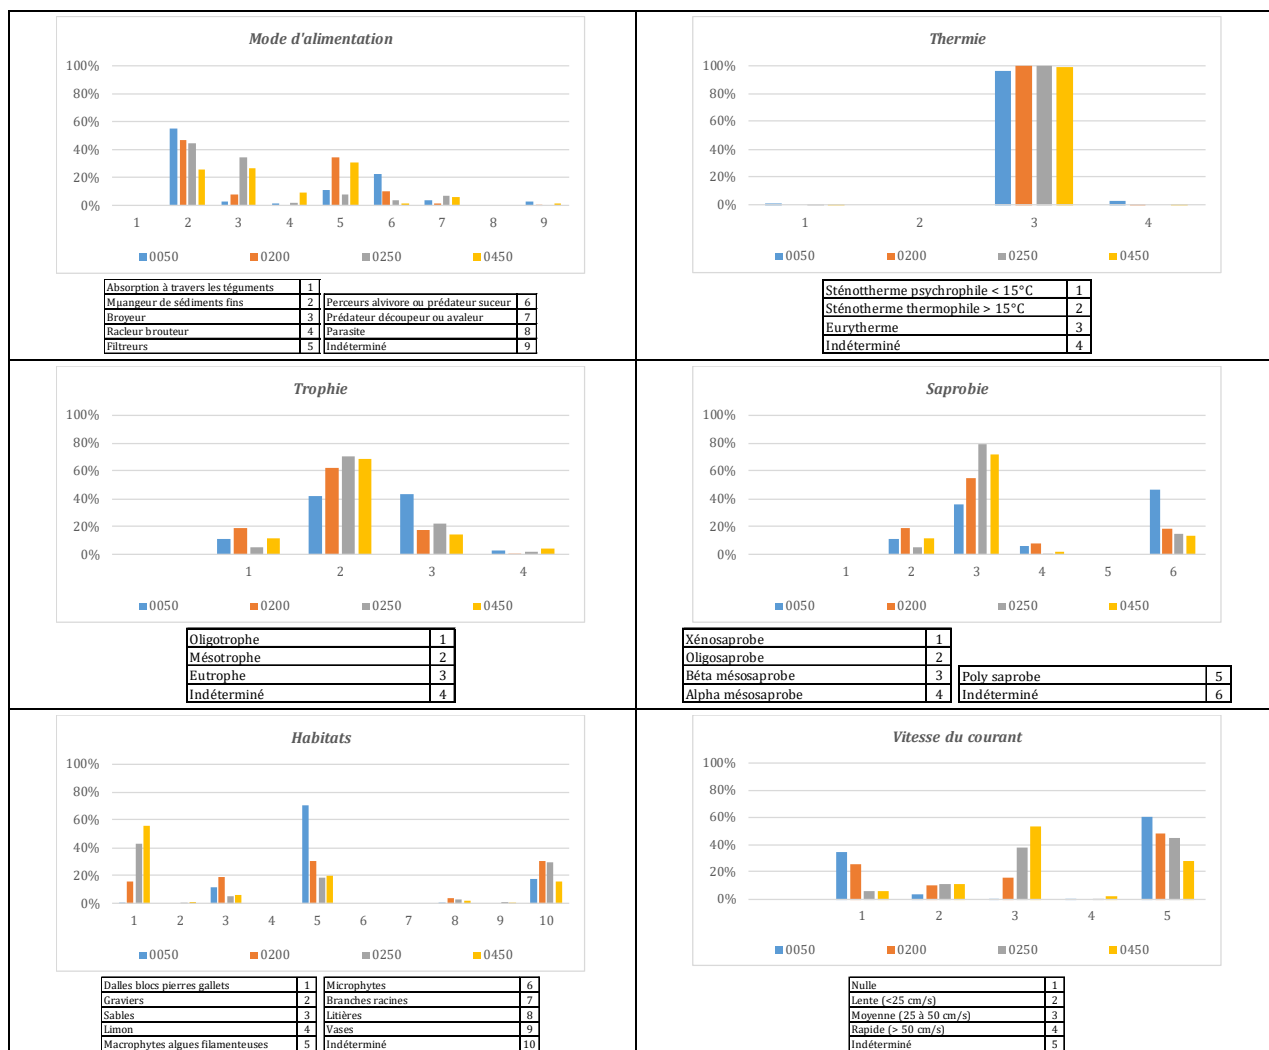 Mode d'alimentation
100%
80%
60%
40%
20%
0%
1 2 3 4 5 6 7 8 9
0050 0200 0250 0450
Absorption à travers les téguments 1
Mµangeur de sédiments fins 2 Perceurs alvivore ou prédateur suceur 6
Broyeur 3 Prédateur découpeur ou avaleur 7
Racleur brouteur 4 Parasite 8
Filtreurs 5 Indéterminé 9
Thermie
100%
80%
60%
40%
20%
0%
1 2 3 4
0050 0200 0250 0450
Sténottherme psychrophile < 15°C 1
Sténotherme thermophile > 15°C 2
Eurytherme 3
Indéterminé 4
Trophie
100%
80%
60%
40%
20%
0%
1 2 3 4
0050 0200 0250 0450
Oligotrophe 1
Mésotrophe 2
Eutrophe 3
Indéterminé 4
Saprobie
100%
80%
60%
40%
20%
0%
1 2 3 4 5 6
0050 0200 0250 0450
Xénosaprobe 1
Oligosaprobe 2
Béta mésosaprobe 3 Poly saprobe 5
Alpha mésosaprobe 4 Indéterminé 6
Habitats
100%
80%
60%
40%
20%
0%
1 2 3 4 5 6 7 8 9 10
0050 0200 0250 0450
Dalles blocs pierres gallets 1 Microphytes 6
Graviers 2 Branches racines 7
Sables 3 Litières 8
Limon 4 Vases 9
Macrophytes algues filamenteuses 5 Indéterminé 10
Vitesse du courant
100%
80%
60%
40%
20%
0%
1 2 3 4 5
0050 0200 0250 0450
Nulle 1
Lente (<25 cm/s) 2
Moyenne (25 à 50 cm/s) 3
Rapide (> 50 cm/s) 4
Indéterminé 5